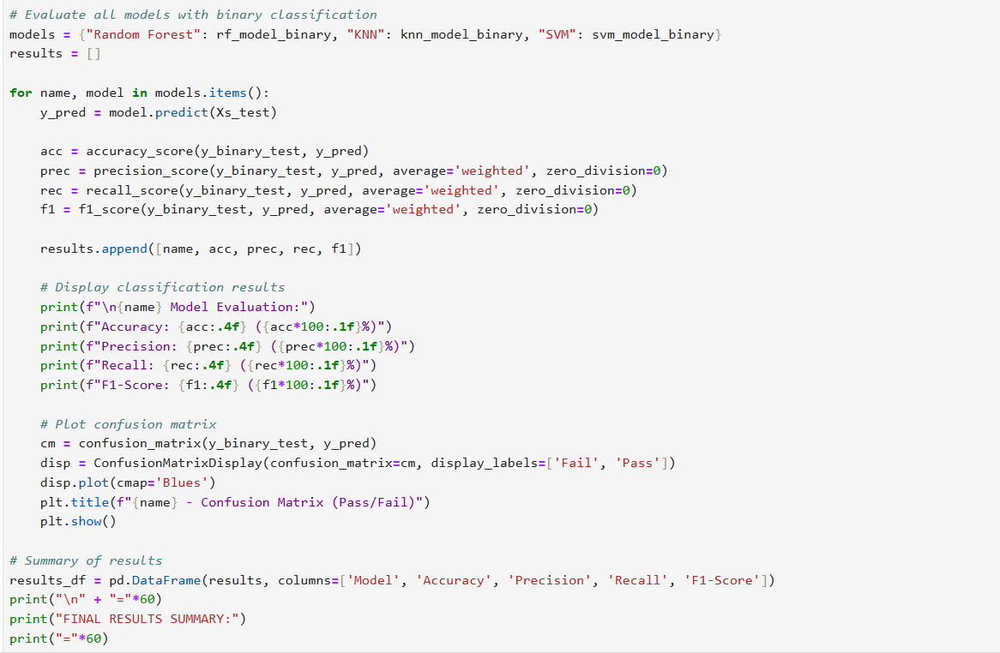 # Evaluate all models with binary classification
models = {"Random Forest": rf_model_binary, "KNN": knn_model_binary, "SVM": svm_model_binary}
results = []

for name, model in models.items():
    y_pred = model.predict(Xs_test)

    acc = accuracy_score(y_binary_test, y_pred)
    prec = precision_score(y_binary_test, y_pred, average='weighted', zero_division=0)
    rec = recall_score(y_binary_test, y_pred, average='weighted', zero_division=0)
    f1 = f1_score(y_binary_test, y_pred, average='weighted', zero_division=0)

    results.append([name, acc, prec, rec, f1])

    # Display classification results
    print(f"\n{name} Model Evaluation:")
    print(f"Accuracy: {acc:.4f} ({acc*100:.1f}%)")
    print(f"Precision: {prec:.4f} ({prec*100:.1f}%)")
    print(f"Recall: {rec:.4f} ({rec*100:.1f}%)")
    print(f"F1-Score: {f1:.4f} ({f1*100:.1f}%)")

    # Plot confusion matrix
    cm = confusion_matrix(y_binary_test, y_pred)
    disp = ConfusionMatrixDisplay(confusion_matrix=cm, display_labels=['Fail', 'Pass'])
    disp.plot(cmap='Blues')
    plt.title(f"{name} - Confusion Matrix (Pass/Fail)")
    plt.show()

# Summary of results
results_df = pd.DataFrame(results, columns=['Model', 'Accuracy', 'Precision', 'Recall', 'F1-Score'])
print("\n" + "="*60)
print("FINAL RESULTS SUMMARY:")
print("="*60)